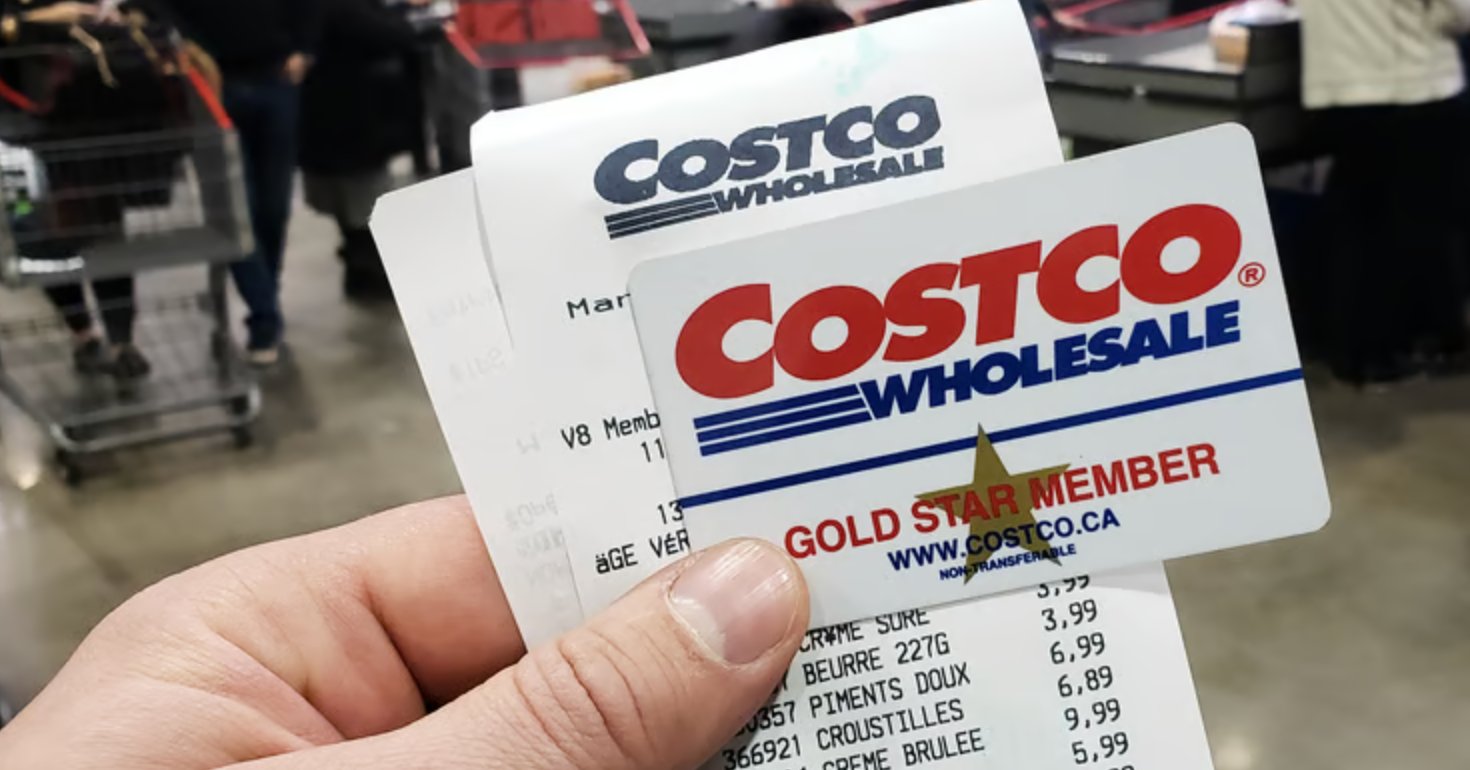 COSTCO
WHOLESALE
Mar
V8 Memb
11
13
äGE VÉR
COSTCO®
WHOLESALE
GOLD STAR MEMBER
WWW.COSTCO.CA
NON-TRANSFERABLE
3,99
CR¥ME SURE 3,99
BEURRE 227G 6,99
0357 PIMENTS DOUX 6,89
366921 CROUSTILLES 9,99
CREME BRULEE 5,99